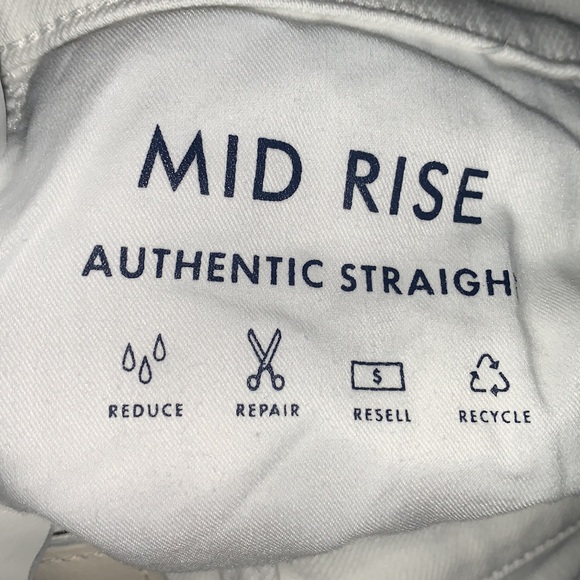 MID RISE
AUTHENTIC STRAIGH
$
REDUCE REPAIR RESELL RECYCLE